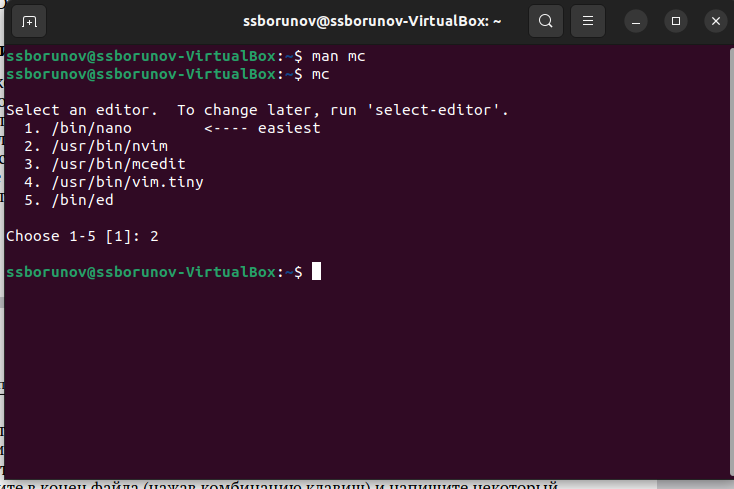 ssborunov@ssborunov-VirtualBox: ~
ssborunov@ssborunov-VirtualBox:~$ man mc
ssborunov@ssborunov-VirtualBox:~$ mc
Select an editor.  To change later, run 'select-editor'.
  1. /bin/nano        <---- easiest
  2. /usr/bin/nvim
  3. /usr/bin/mcedit
  4. /usr/bin/vim.tiny
  5. /bin/ed
Choose 1-5 [1]: 2
ssborunov@ssborunov-VirtualBox:~$
в конец файла (нажав комбинацию клавиш) и напишите некоторый